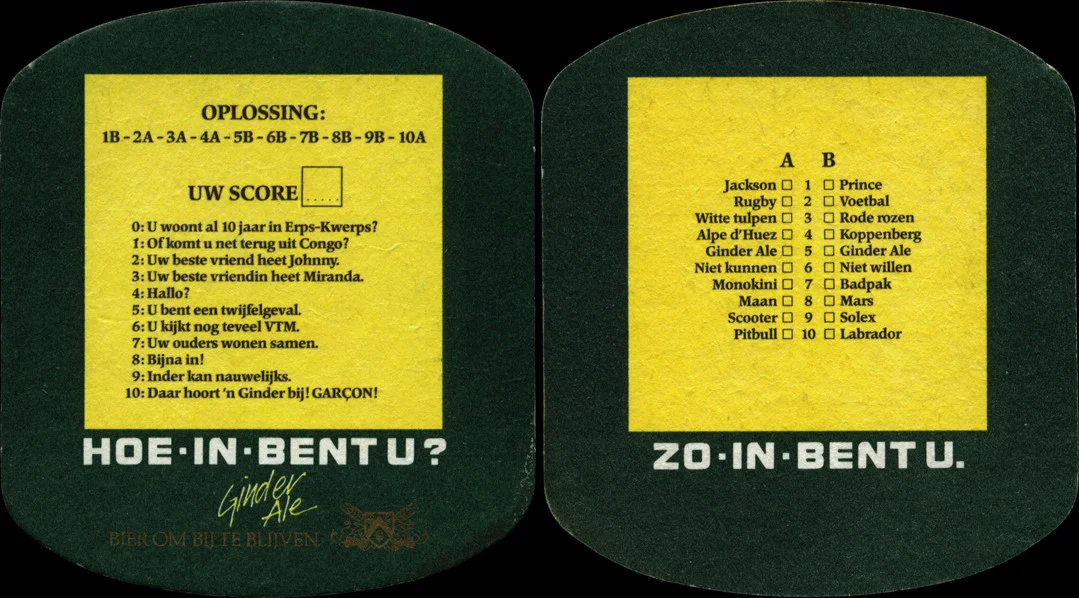 OPLOSSING:
1B - 2A - 3A - 4A - 5B - 6B - 7B - 8B - 9B - 10A
UW SCORE .....
0: U woont al 10 jaar in Erps-Kwerps?
1: Of komt u net terug uit Congo?
2: Uw beste vriend heet Johnny.
3: Uw beste vriendin heet Miranda.
4: Hallo?
5: U bent een twijfelgeval.
6: U kijkt nog teveel VTM.
7: Uw ouders wonen samen.
8: Bijna in!
9: Inder kan nauwelijks.
10: Daar hoort 'n Ginder bij! GARÇON!
HOE·IN·BENT U?
Ginder
Ale
BIER OM BIJ TE BLIJVEN.
A B
Jackson □ 1 □ Prince
Rugby □ 2 □ Voetbal
Witte tulpen □ 3 □ Rode rozen
Alpe d'Huez □ 4 □ Koppenberg
Ginder Ale □ 5 □ Ginder Ale
Niet kunnen □ 6 □ Niet willen
Monokini □ 7 □ Badpak
Maan □ 8 □ Mars
Scooter □ 9 □ Solex
Pitbull □ 10 □ Labrador
ZO·IN·BENT U.